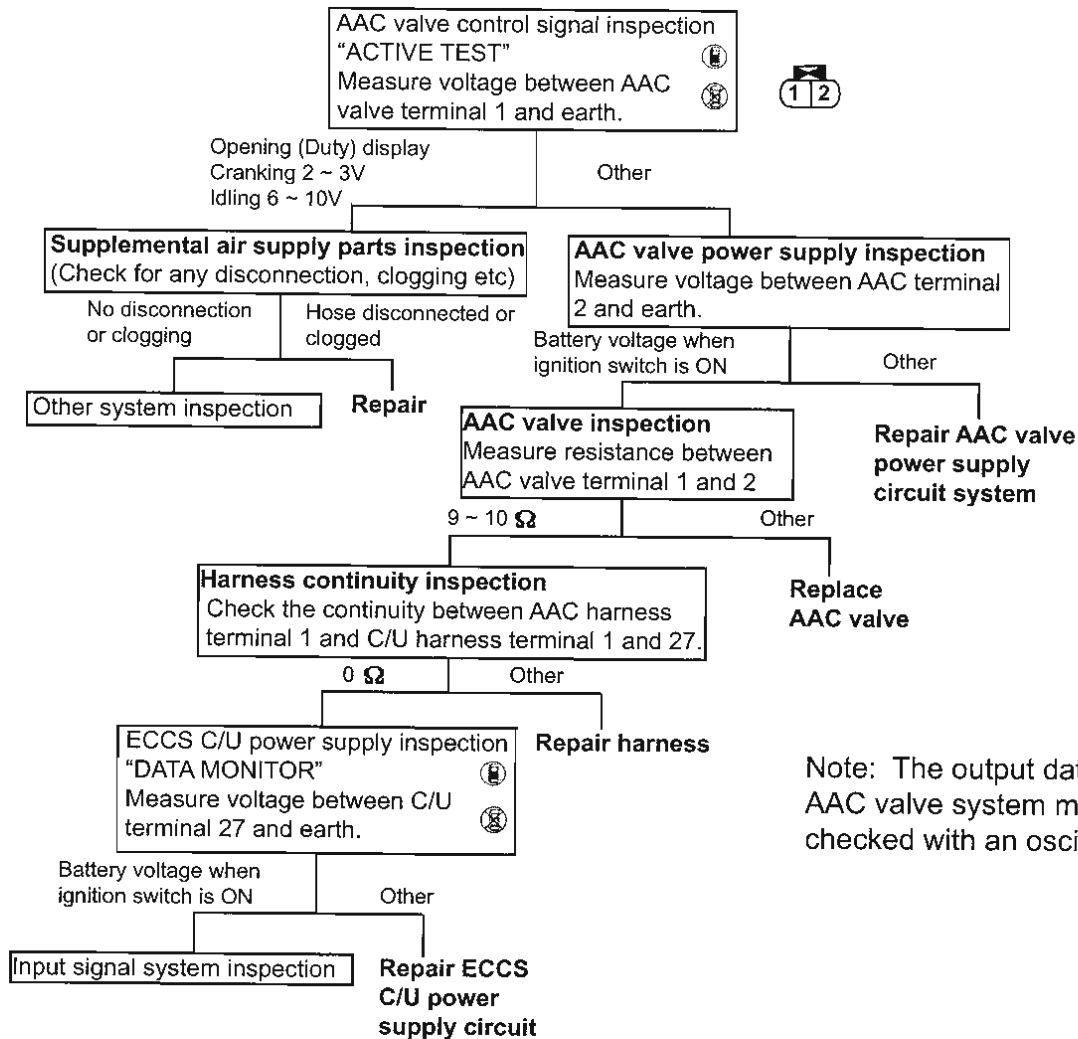 AAC valve control signal inspection
"ACTIVE TEST"
Measure voltage between AAC
valve terminal 1 and earth.
1 2
Opening (Duty) display
Cranking 2 ~ 3V
Idling 6 ~ 10V
Other
Supplemental air supply parts inspection
(Check for any disconnection, clogging etc)
AAC valve power supply inspection
Measure voltage between AAC terminal
2 and earth.
No disconnection
or clogging
Hose disconnected or
clogged
Battery voltage when
ignition switch is ON
Other
Other system inspection
Repair
AAC valve inspection
Measure resistance between
AAC valve terminal 1 and 2
Repair AAC valve
power supply
circuit system
9 ~ 10 Ω
Other
Harness continuity inspection
Check the continuity between AAC harness
terminal 1 and C/U harness terminal 1 and 27.
Replace
AAC valve
0 Ω
Other
ECCS C/U power supply inspection
"DATA MONITOR"
Measure voltage between C/U
terminal 27 and earth.
Repair harness
Note: The output
AAC valve system
checked with an
Battery voltage when
ignition switch is ON
Other
Input signal system inspection
Repair ECCS
C/U power
supply circuit